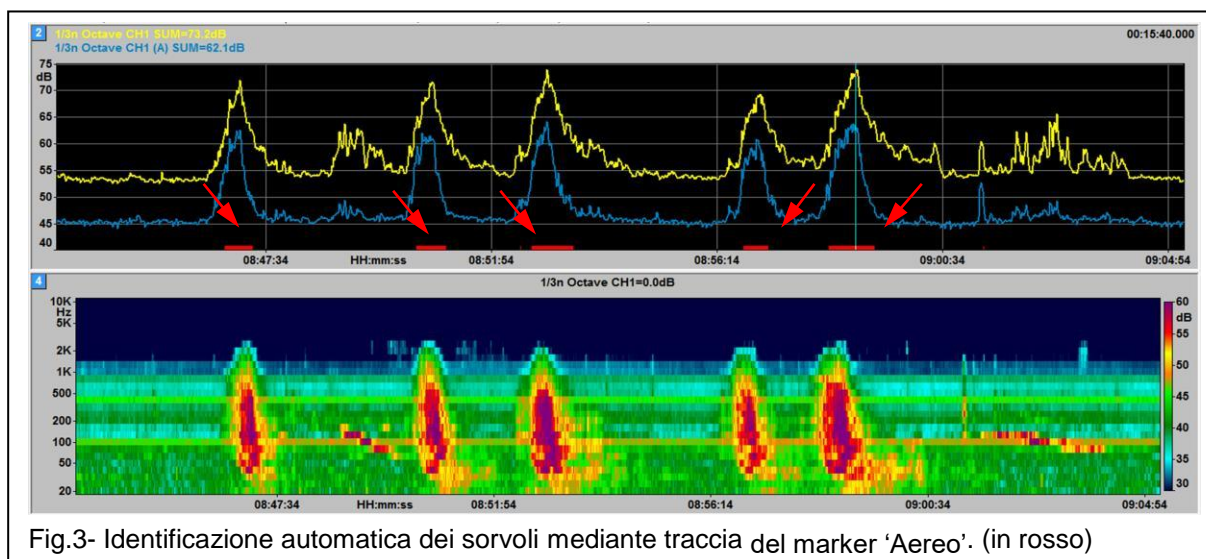 2
1/3n Octave CH1 SUM=73.2dB
00:15:40.000
1/3n Octave CH1 (A) SUM=62.1dB
75
dB
70
65
60
55
50
45
40
08:47:34 HH:mm:ss 08:51:54 08:56:14 09:00:34 09:04:54
4
1/3n Octave CH1=0.0dB
10K
Hz
5K
2K
1K
500
200
100
50
20
60
dB
55
50
45
40
35
30
08:47:34 HH:mm:ss 08:51:54 08:56:14 09:00:34 09:04:54
Fig.3- Identificazione automatica dei sorvoli mediante traccia del marker ‘Aereo’. (in rosso)